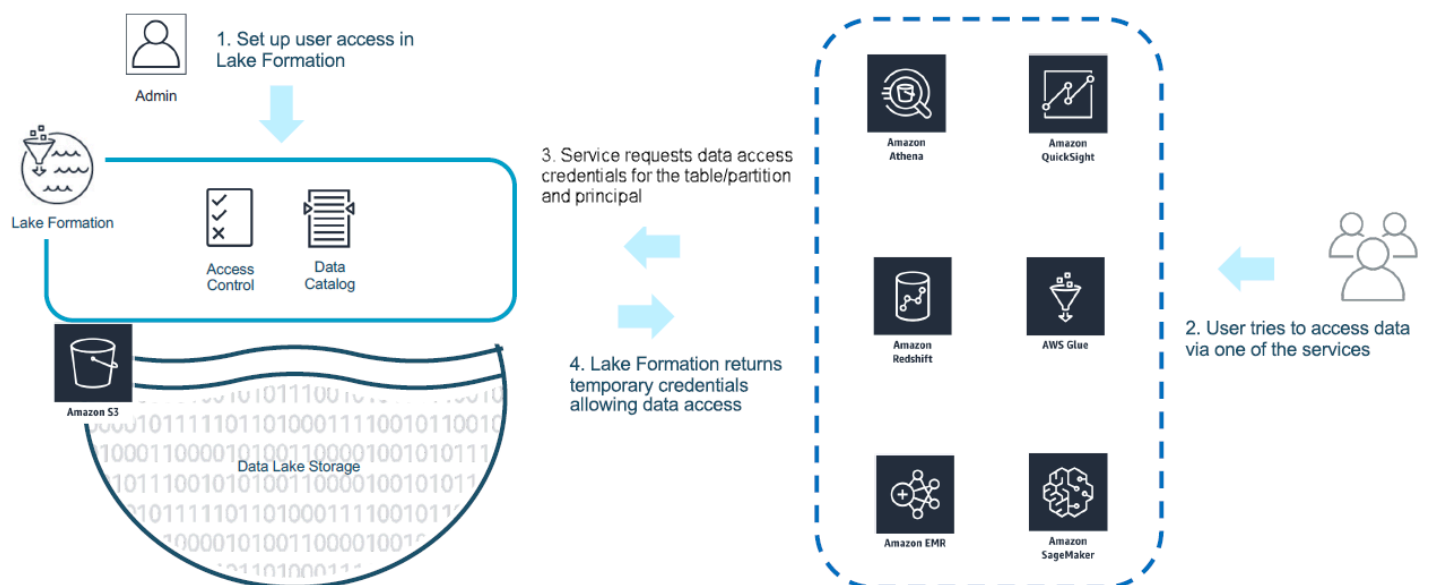 1. Set up user access in
Lake Formation
Admin
Lake Formation
Access
Control
Data
Catalog
3. Service requests data access
credentials for the table/partition
and principal
4. Lake Formation returns
temporary credentials
allowing data access
Amazon S3
Data Lake Storage
Amazon
Athena
Amazon
QuickSight
Amazon
Redshift
AWS Glue
Amazon EMR
Amazon
SageMaker
2. User tries to access data
via one of the services